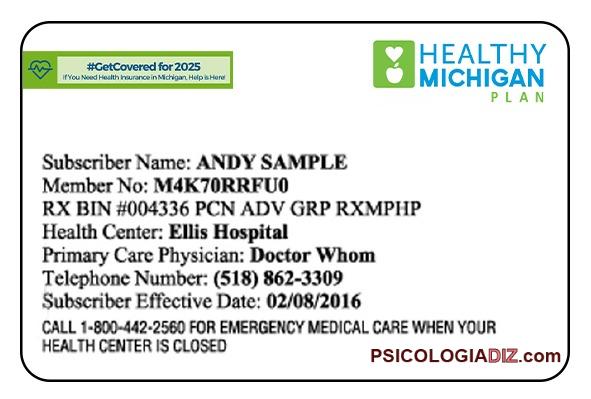 #GetCovered for 2025
If You Need Health Insurance in Michigan, Help is Here!
HEALTHY
MICHIGAN
PLAN
Subscriber Name: ANDY SAMPLE
Member No: M4K70RRFU0
RX BIN #004336 PCN ADV GRP RXMPHP
Health Center: Ellis Hospital
Primary Care Physician: Doctor Whom
Telephone Number: (518) 862-3309
Subscriber Effective Date: 02/08/2016
CALL 1-800-442-2560 FOR EMERGENCY MEDICAL CARE WHEN YOUR
HEALTH CENTER IS CLOSED
PSICOLOGIADIZ.com